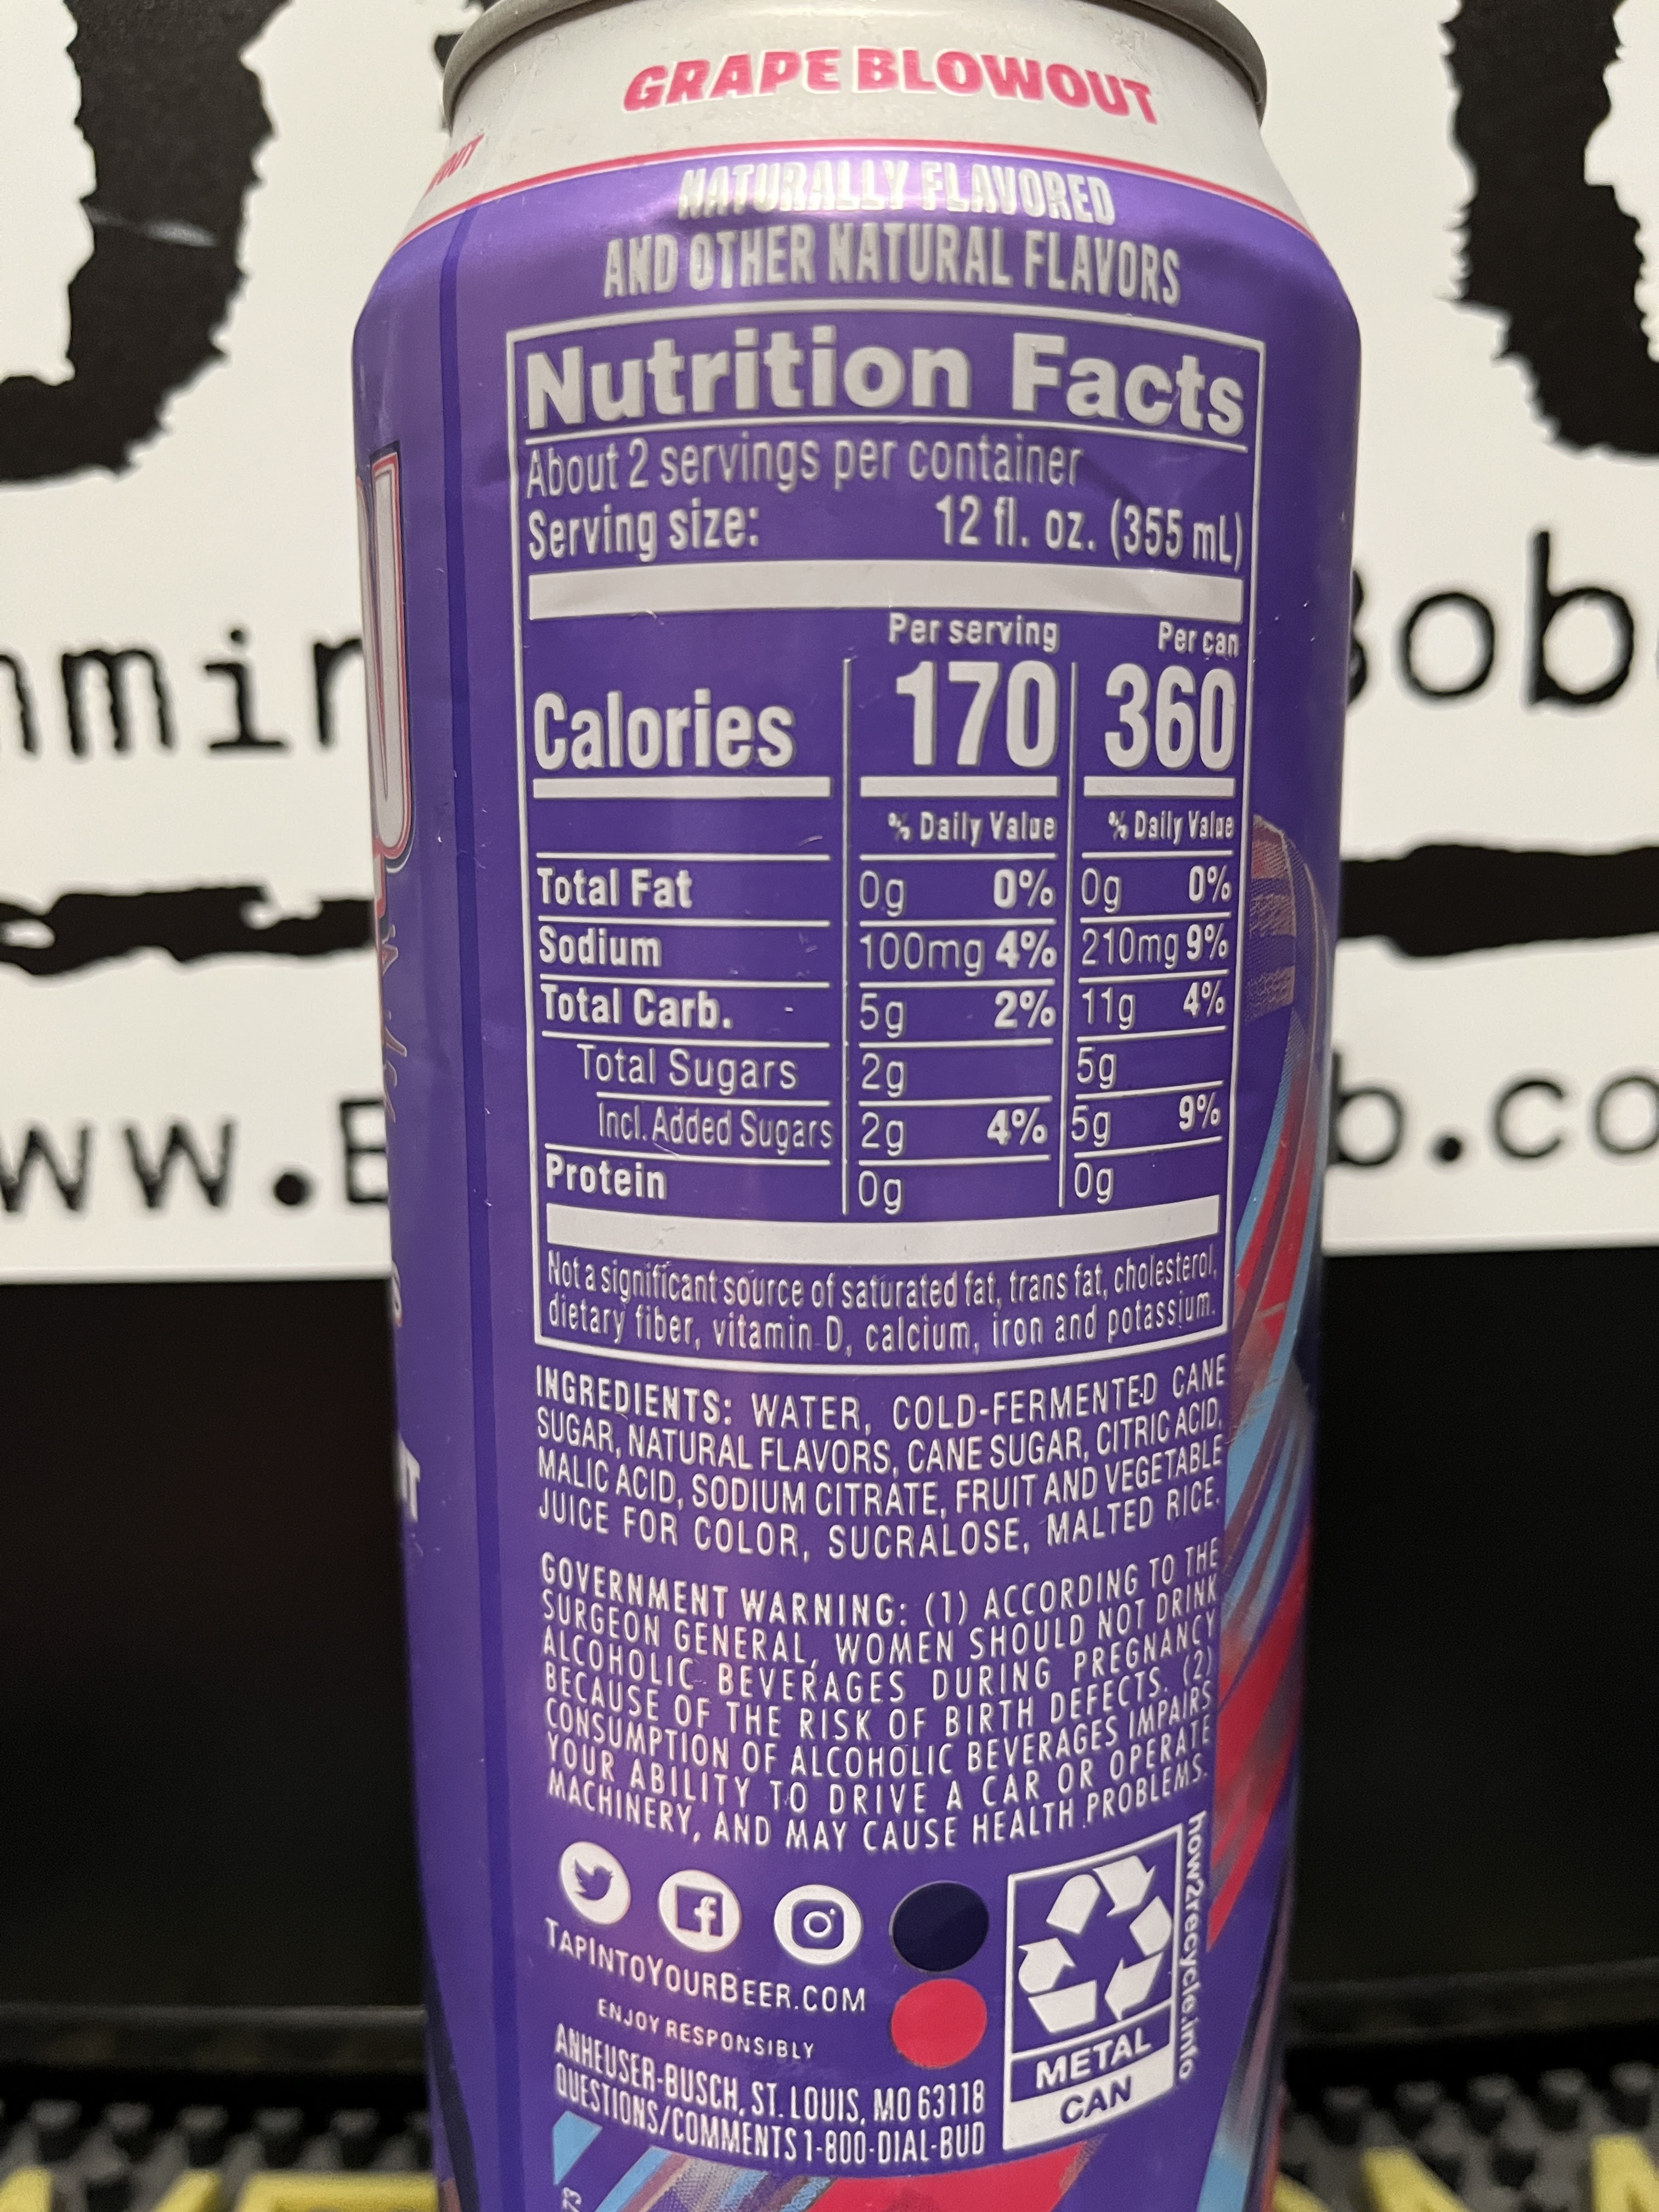 GRAPE BLOWOUT
NATURALLY FLAVORED
AND OTHER NATURAL FLAVORS
Nutrition Facts
About 2 servings per container
Serving size: 12 fl. oz. (355 mL)
Per serving Per can
Calories 170 360
% Daily Value % Daily Value
Total Fat 0g 0% 0g 0%
Sodium 100mg 4% 210mg 9%
Total Carb. 5g 2% 11g 4%
Total Sugars 2g 5g
Incl. Added Sugars 2g 4% 5g 9%
Protein 0g 0g
Not a significant source of saturated fat, trans fat, cholesterol,
dietary fiber, vitamin D, calcium, iron and potassium.
INGREDIENTS: WATER, COLD-FERMENTED CANE
SUGAR, NATURAL FLAVORS, CANE SUGAR, CITRIC ACID,
MALIC ACID, SODIUM CITRATE, FRUIT AND VEGETABLE
JUICE FOR COLOR, SUCRALOSE, MALTED RICE.
GOVERNMENT WARNING: (1) ACCORDING TO THE
SURGEON GENERAL, WOMEN SHOULD NOT DRINK
ALCOHOLIC BEVERAGES DURING PREGNANCY
BECAUSE OF THE RISK OF BIRTH DEFECTS. (2)
CONSUMPTION OF ALCOHOLIC BEVERAGES IMPAIRS
YOUR ABILITY TO DRIVE A CAR OR OPERATE
MACHINERY, AND MAY CAUSE HEALTH PROBLEMS.
TAPINTOYOURBEER.COM
ENJOY RESPONSIBLY
ANHEUSER-BUSCH, ST. LOUIS, MO 63118
QUESTIONS/COMMENTS 1-800-DIAL-BUD
how2recycle.info
METAL
CAN
73